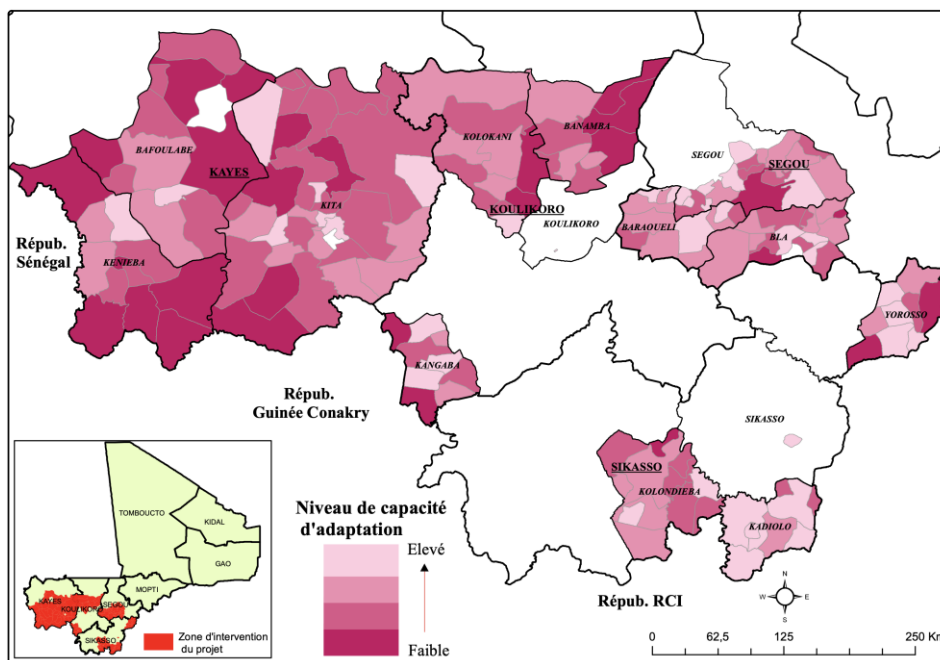 BAFOULABE
KAYES
KITA
KENIEBA
Répub.
Sénégal
KOLOKANI
BANAMBA
KOULIKORO
KOULIKORO
SEGOU
SEGOU
BARAOUELI
BLA
YOROSSO
KANGABA
Répub.
Guinée Conakry
SIKASSO
SIKASSO
KOLONDIEBA
KADIOLO
Répub. RCI
Niveau de capacité
d'adaptation
Elevé
Faible
TOMBOUCTO
KIDAL
GAO
MOPTI
KAYES
KOULIKORO
SEGOU
SIKASSO
Zone d'intervention
du projet
N
W E
S
0 62,5 125 250 Km